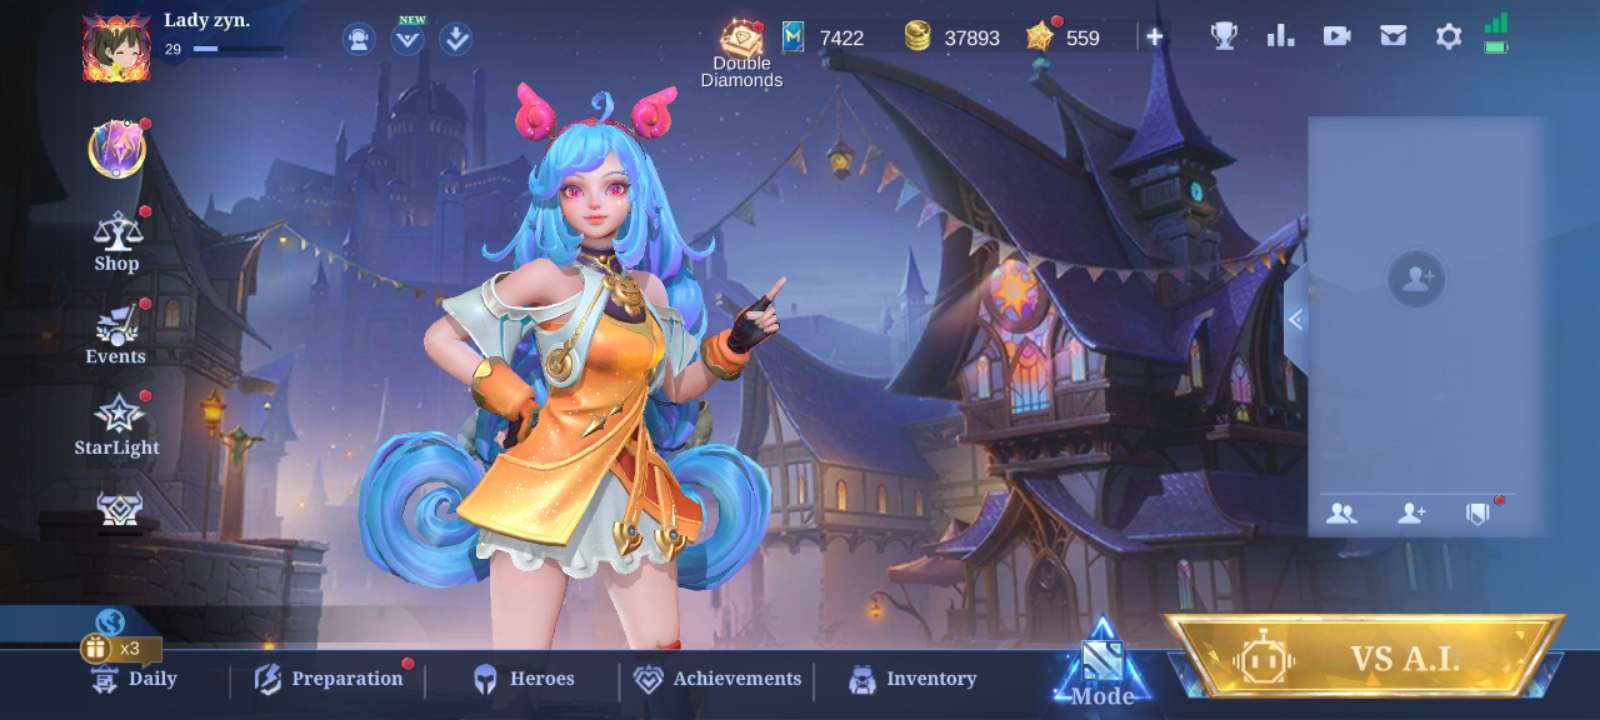 Lady zyn.
29
NEW
Double
Diamonds
7422
37893
559
Shop
Events
StarLight
x3
Daily
Preparation
Heroes
Achievements
Inventory
Mode
VS A.I.